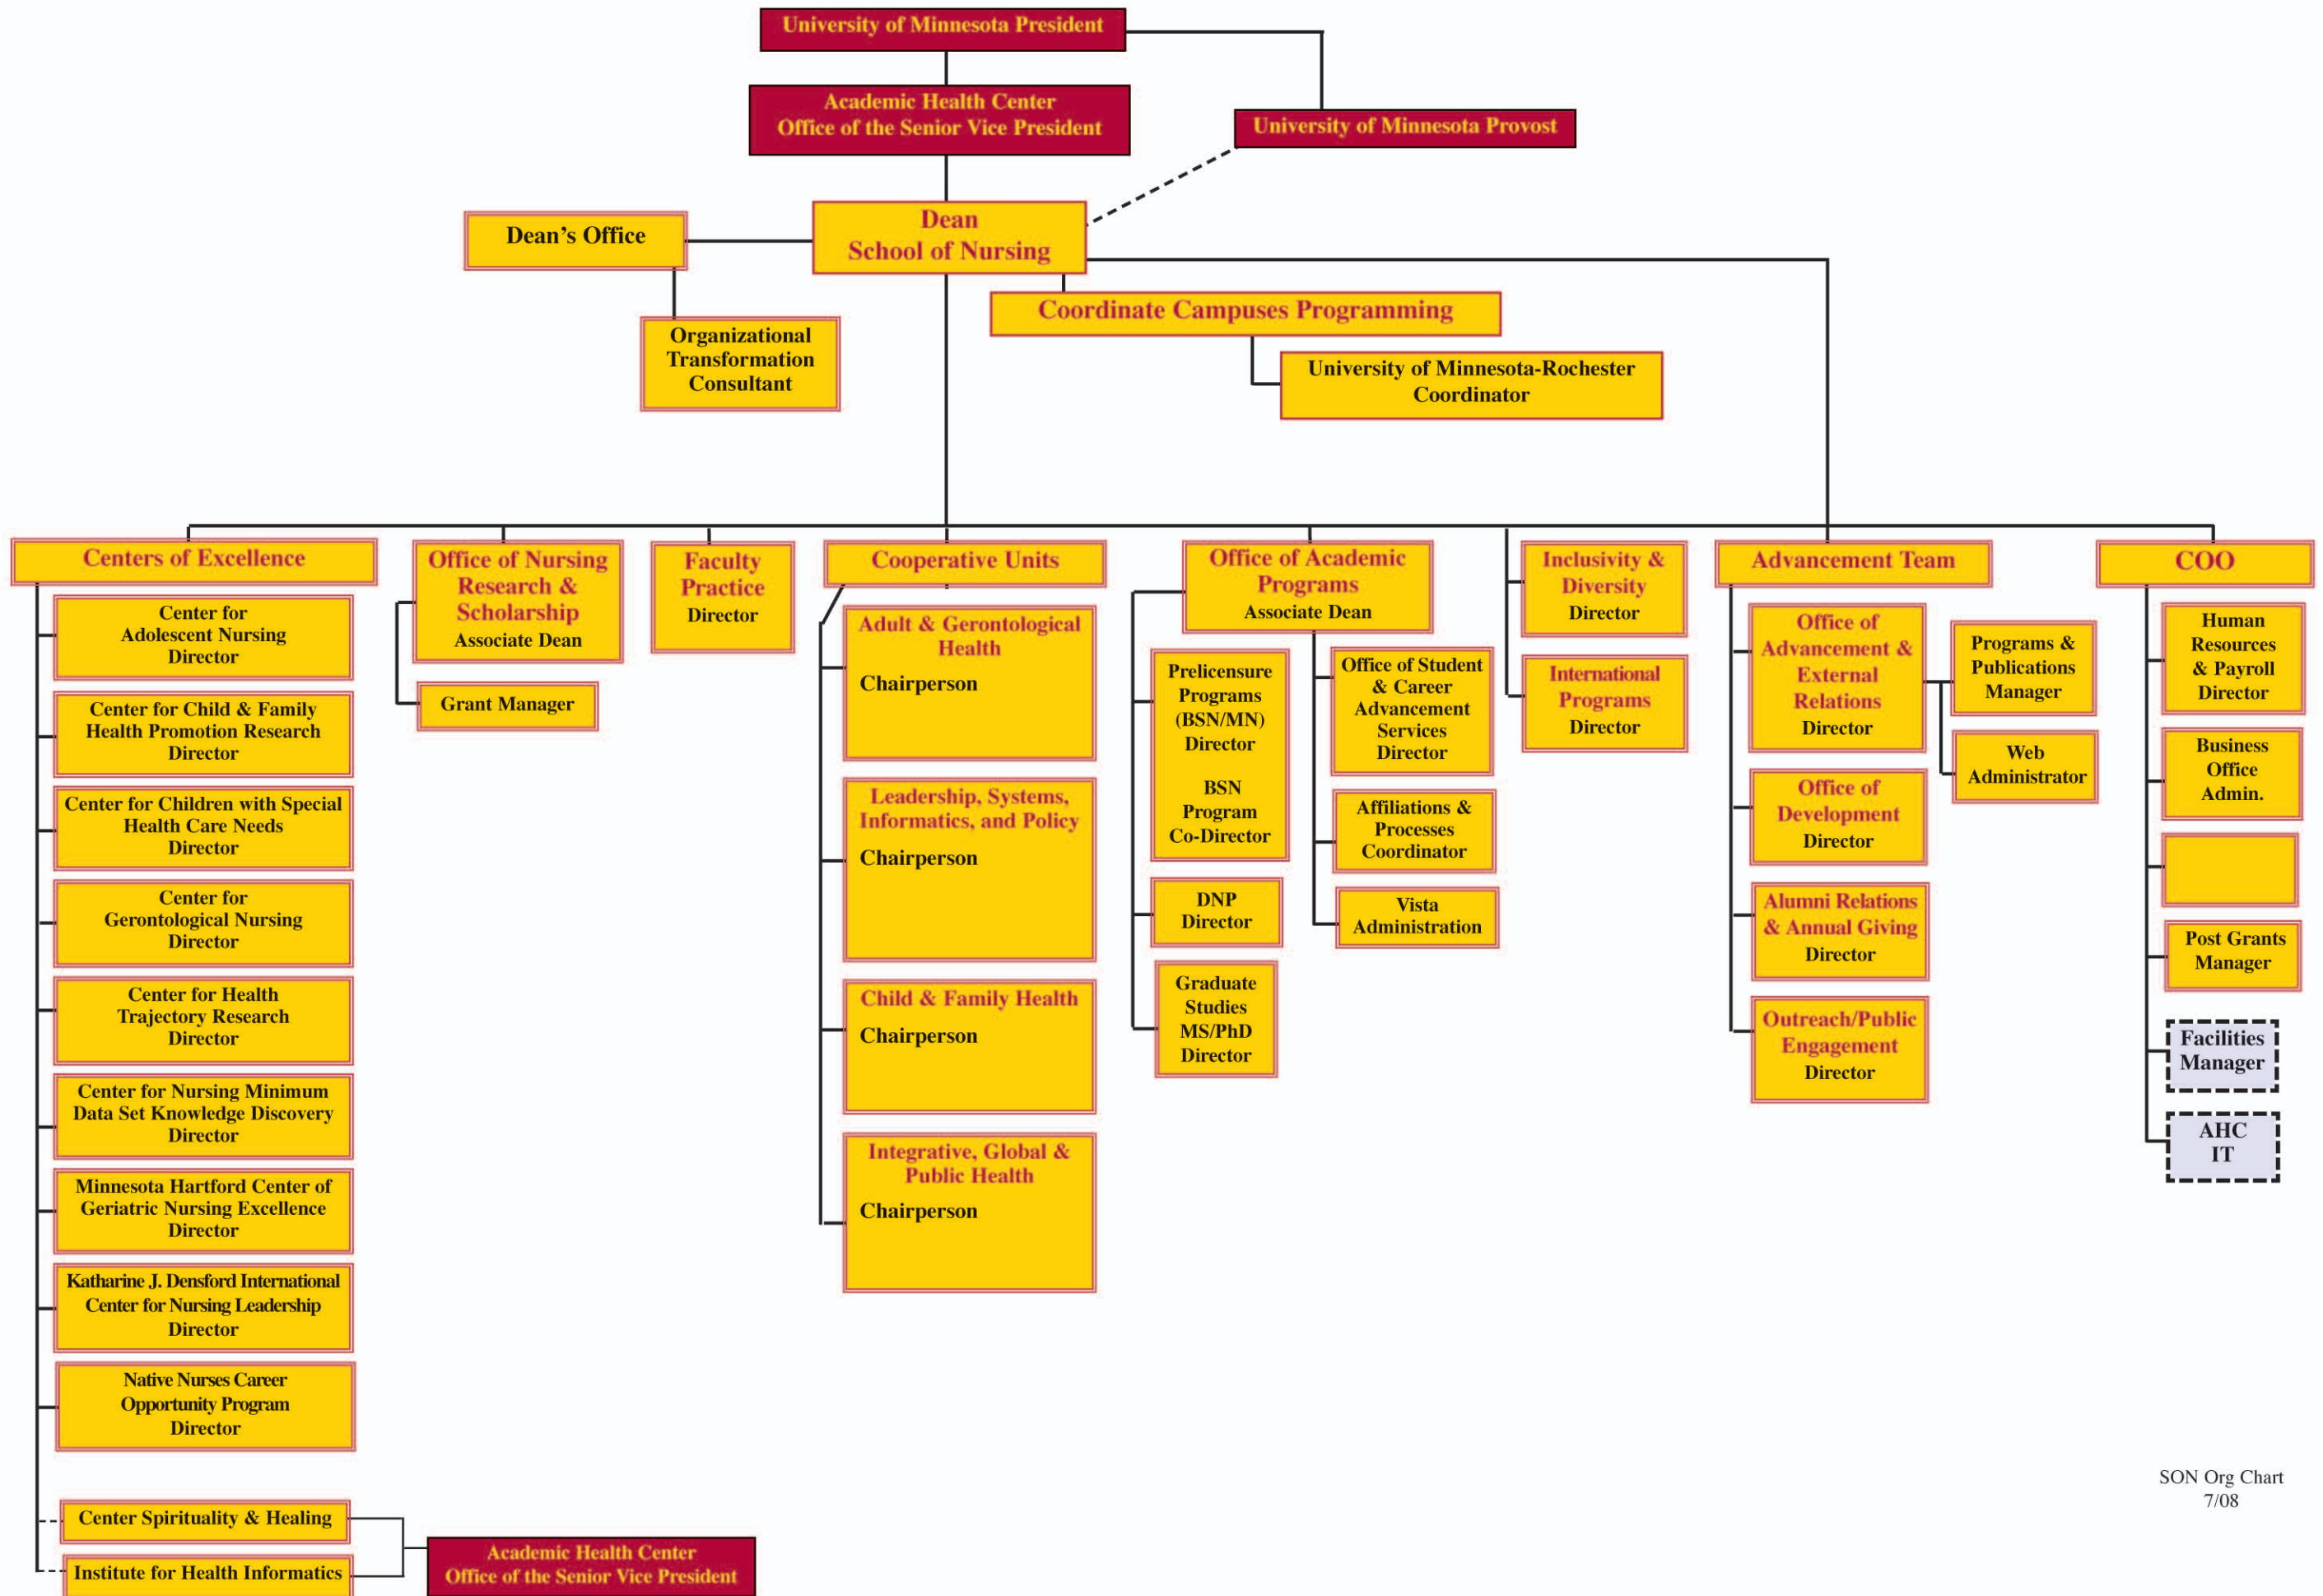 University of Minnesota President
Academic Health Center
Office of the Senior Vice President
University of Minnesota Provost
Dean's Office
Dean
School of Nursing
Organizational
Transformation
Consultant
Coordinate Campuses Programming
University of Minnesota-Rochester
Coordinator
Centers of Excellence
Center for
Adolescent Nursing
Director
Center for Child & Family
Health Promotion Research
Director
Center for Children with Special
Health Care Needs
Director
Center for
Gerontological Nursing
Director
Center for Health
Trajectory Research
Director
Center for Nursing Minimum
Data Set Knowledge Discovery
Director
Minnesota Hartford Center of
Geriatric Nursing Excellence
Director
Katharine J. Densford International
Center for Nursing Leadership
Director
Native Nurses Career
Opportunity Program
Director
Center Spirituality & Healing
Institute for Health Informatics
Academic Health Center
Office of the Senior Vice President
Office of Nursing
Research &
Scholarship
Associate Dean
Grant Manager
Faculty
Practice
Director
Cooperative Units
Adult & Gerontological
Health
Chairperson
Leadership, Systems,
Informatics, and Policy
Chairperson
Child & Family Health
Chairperson
Integrative, Global &
Public Health
Chairperson
Office of Academic
Programs
Associate Dean
Prelicensure
Programs
(BSN/MN)
Director
BSN
Program
Co-Director
DNP
Director
Graduate
Studies
MS/PhD
Director
Office of Student
& Career
Advancement
Services
Director
Affiliations &
Processes
Coordinator
Vista
Administration
Inclusivity &
Diversity
Director
International
Programs
Director
Advancement Team
Office of
Advancement &
External
Relations
Director
Programs &
Publications
Manager
Web
Administrator
Office of
Development
Director
Alumni Relations
& Annual Giving
Director
Outreach/Public
Engagement
Director
COO
Human
Resources
& Payroll
Director
Business
Office
Admin.
Post Grants
Manager
Facilities
Manager
AHC
IT
SON Org Chart
7/08